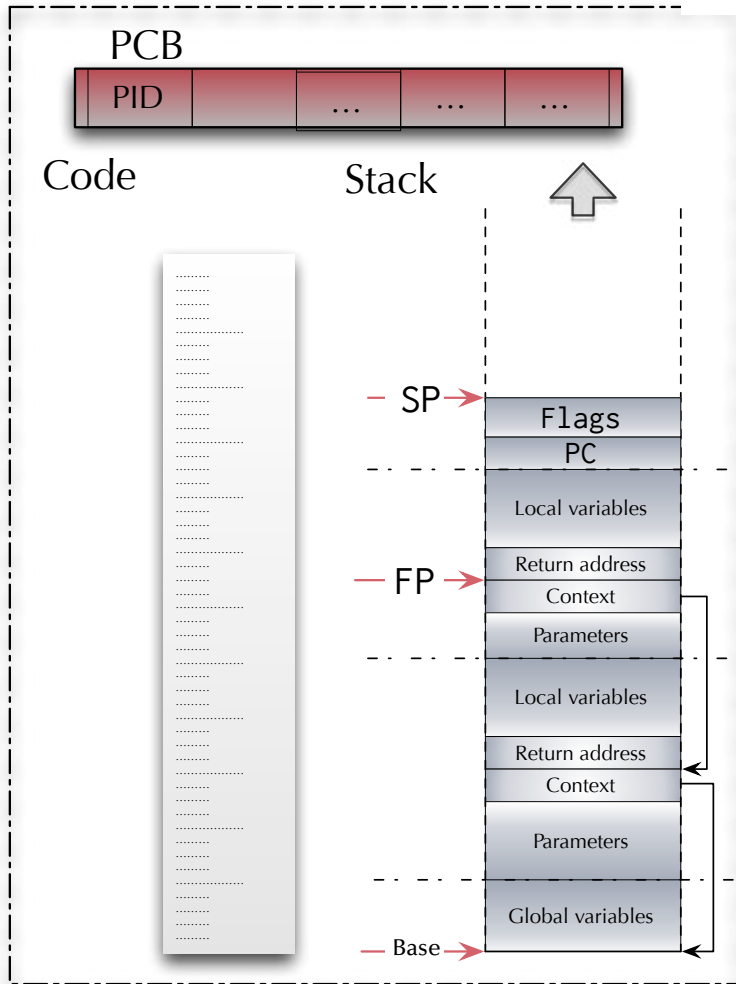 PCB
PID ... ... ...
Code Stack
SP Flags
PC
Local variables
Return address
FP
Context
Parameters
Local variables
Return address
Context
Parameters
Global variables
Base